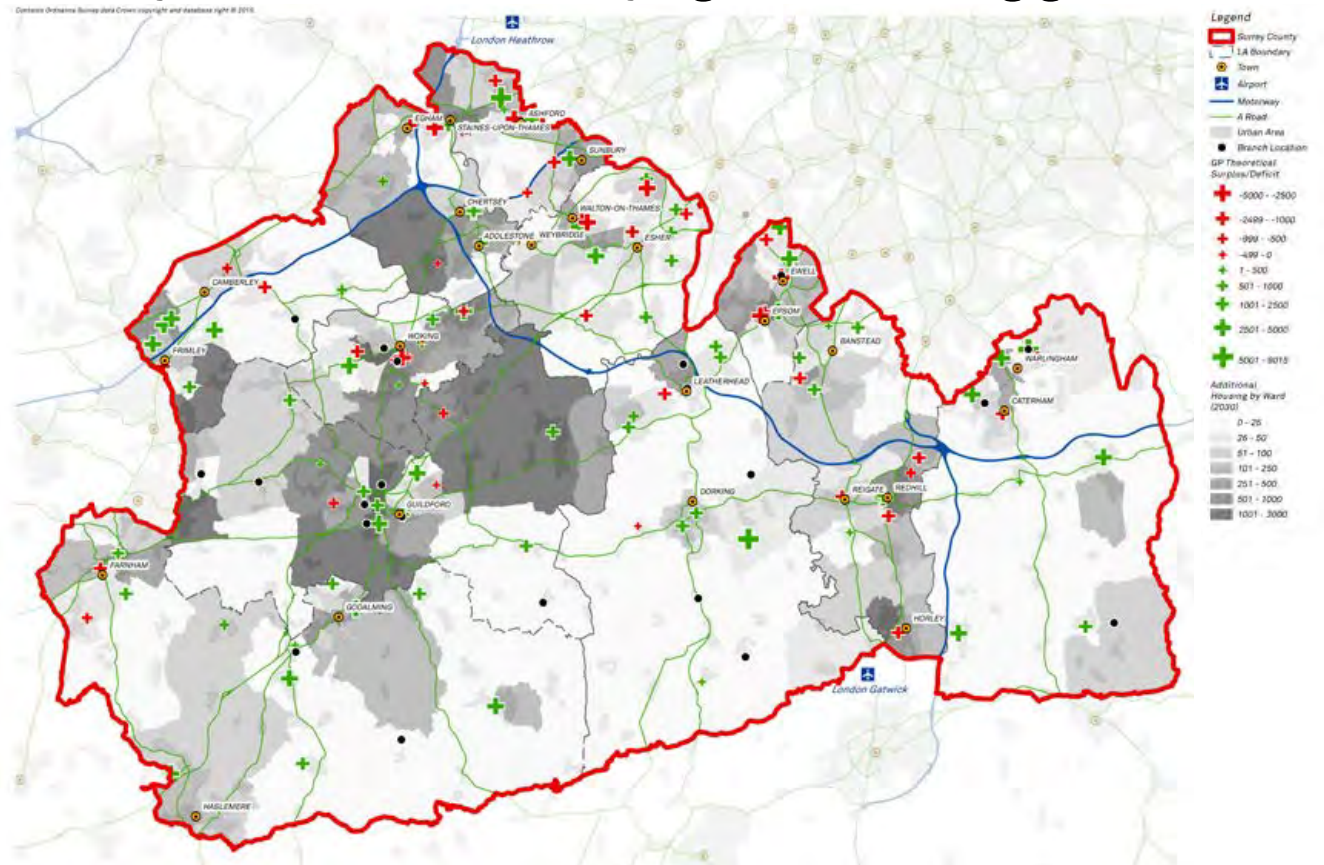 Contains Ordnance Survey data Crown copyright and database right © 2015.
London Heathrow
ASHFORD
EGHAM
STAINES-UPON-THAMES
SUNBURY
CHERTSEY
WALTON-ON-THAMES
ADDLESTONE
WEYBRIDGE
ESHER
EWELL
CAMBERLEY
EPSOM
WOKING
BANSTEAD
FRIMLEY
WARLINGHAM
LEATHERHEAD
CATERHAM
DORKING
REIGATE
REDHILL
GUILDFORD
FARNHAM
GODALMING
HORLEY
London Gatwick
HASLEMERE
Legend
Surrey County
LA Boundary
Town
Airport
Motorway
A Road
Urban Area
Branch Location
GP Theoretical
Surplus/Deficit
-5000 - -2500
-2499 - -1000
-999 - -500
-499 - 0
1 - 500
501 - 1000
1001 - 2500
2501 - 5000
5001 - 9015
Additional
Housing by Ward
(2030)
0 - 25
26 - 50
51 - 100
101 - 250
251 - 500
501 - 1000
1001 - 3000